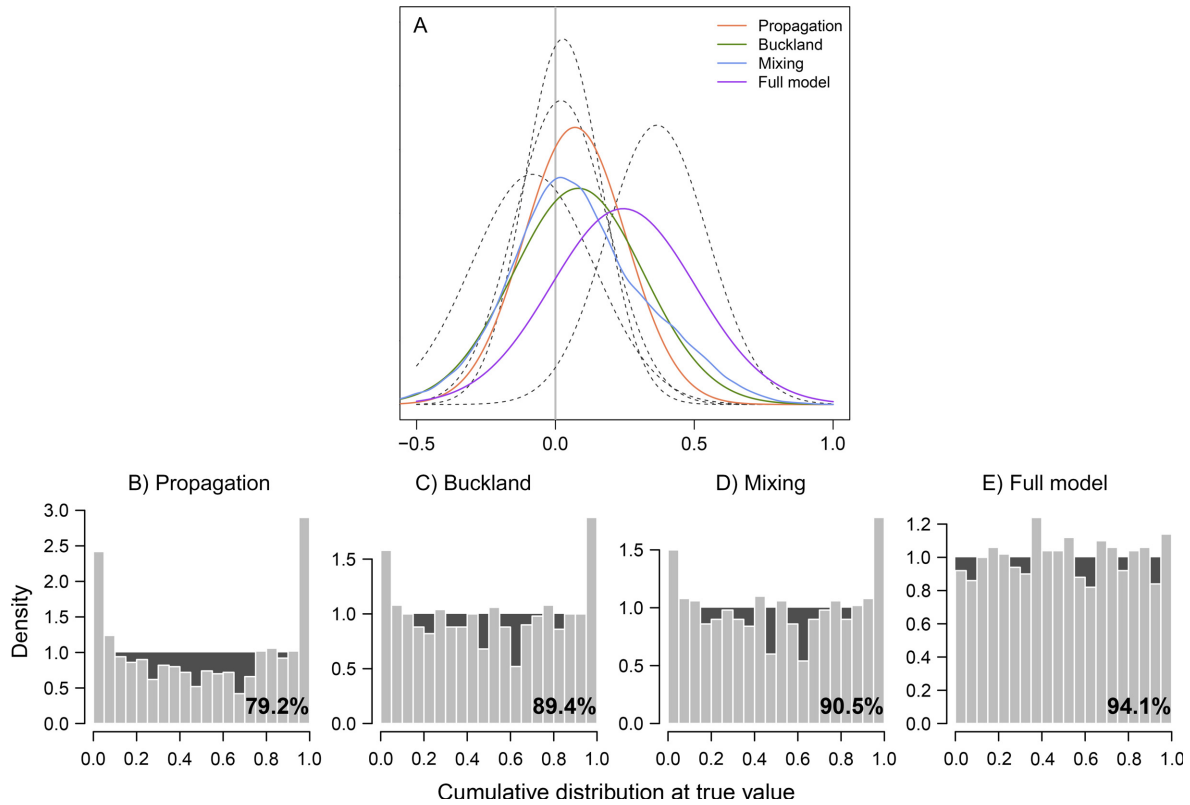 A
Propagation
Buckland
Mixing
Full model
−0.5 0.0 0.5 1.0
B) Propagation
C) Buckland
D) Mixing
E) Full model
Density
3.0
2.5
2.0
1.5
1.0
0.5
0.0
79.2%
0.0 0.2 0.4 0.6 0.8 1.0
1.5
1.0
0.5
0.0
89.4%
0.0 0.2 0.4 0.6 0.8 1.0
1.5
1.0
0.5
0.0
90.5%
0.0 0.2 0.4 0.6 0.8 1.0
1.2
1.0
0.8
0.6
0.4
0.2
0.0
94.1%
0.0 0.2 0.4 0.6 0.8 1.0
Cumulative distribution at true value